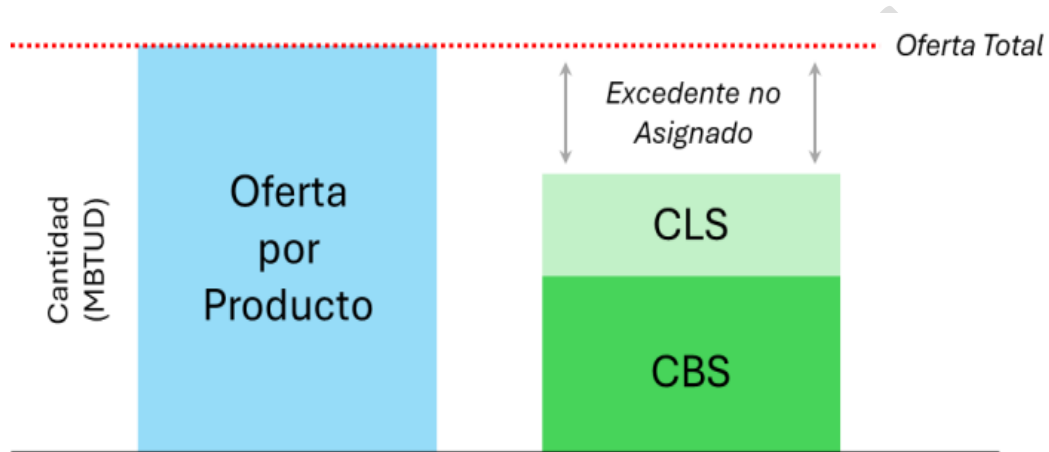 Oferta Total
Excedente no
Asignado
Cantidad
(MBTUD)
Oferta
por
Producto
CLS
CBS